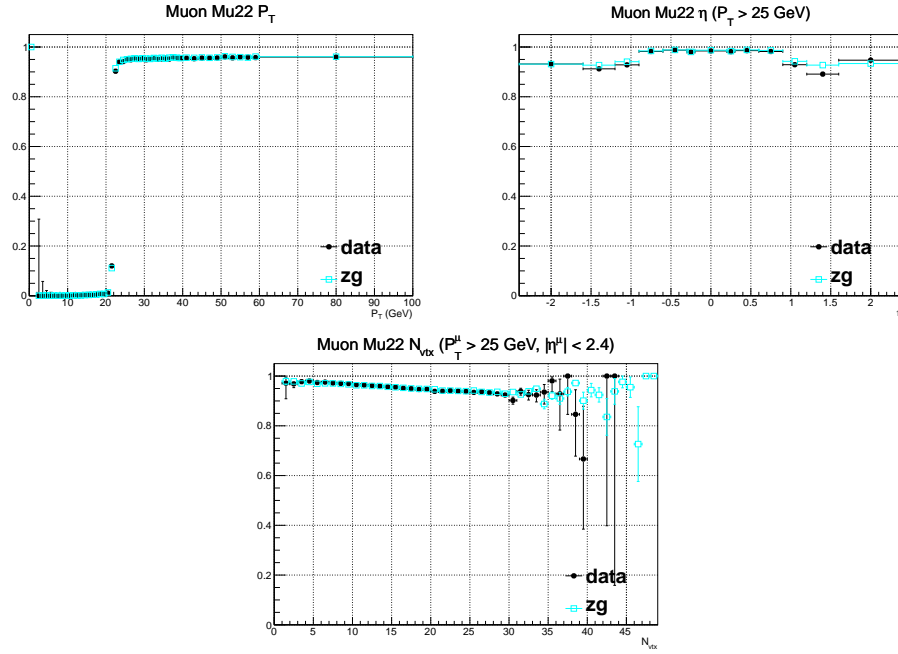 Muon Mu22 P_T
1
0.8
0.6
0.4
0.2
0
data
zg
0 10 20 30 40 50 60 70 80 90 100
P_T (GeV)
Muon Mu22 η (P_T > 25 GeV)
1
0.8
0.6
0.4
0.2
0
data
zg
-2 -1.5 -1 -0.5 0 0.5 1 1.5 2
Muon Mu22 N_vtx (P_T^μ > 25 GeV, |η^μ| < 2.4)
1
0.8
0.6
0.4
0.2
0
data
zg
0 5 10 15 20 25 30 35 40 45
N_vtx